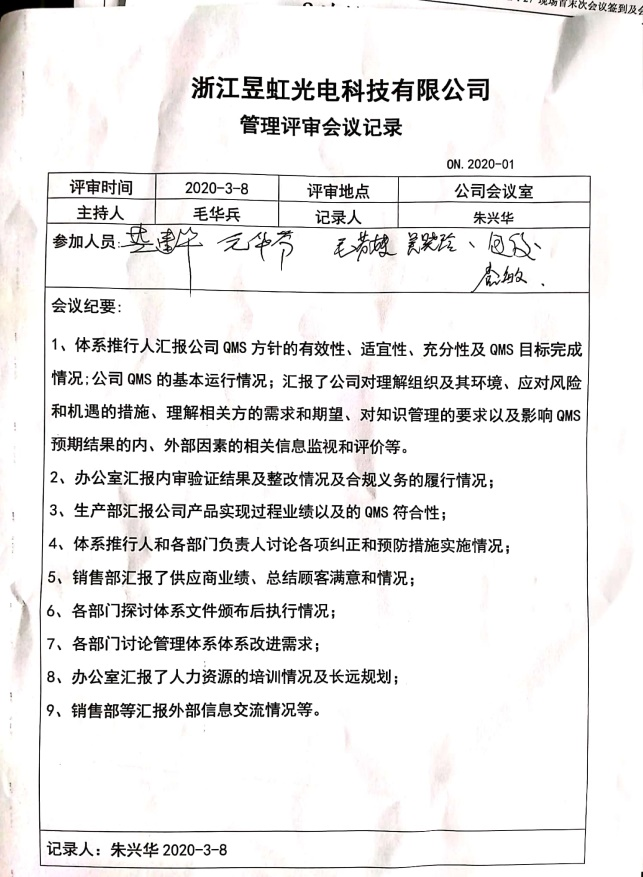 现场首末次会议签到及会
浙江昱虹光电科技有限公司
管理评审会议记录
ON. 2020-01
评审时间 2020-3-8 评审地点 公司会议室
主持人 毛华兵 记录人 朱兴华
参加人员:
会议纪要:
1、体系推行人汇报公司 QMS 方针的有效性、适宜性、充分性及 QMS 目标完成
情况;公司 QMS 的基本运行情况; 汇报了公司对理解组织及其环境、应对风险
和机遇的措施、理解相关方的需求和期望、对知识管理的要求以及影响 QMS
预期结果的内、外部因素的相关信息监视和评价等。
2、办公室汇报内审验证结果及整改情况及合规义务的履行情况;
3、生产部汇报公司产品实现过程业绩以及的 QMS 符合性;
4、体系推行人和各部门负责人讨论各项纠正和预防措施实施情况;
5、销售部汇报了供应商业绩、总结顾客满意和情况;
6、各部门探讨体系文件颁布后执行情况;
7、各部门讨论管理体系体系改进需求;
8、办公室汇报了人力资源的培训情况及长远规划;
9、销售部等汇报外部信息交流情况等。
记录人: 朱兴华 2020-3-8